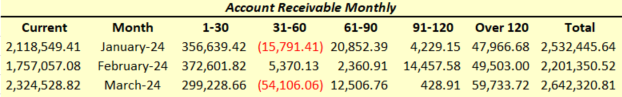 Account Receivable Monthly
Current Month 1-30 31-60 61-90 91-120 Over 120 Total
2,118,549.41 January-24 356,639.42 (15,791.41) 20,852.39 4,229.15 47,966.68 2,532,445.64
1,757,057.08 February-24 372,601.82 5,370.13 2,360.91 14,457.58 49,503.00 2,201,350.52
2,324,528.82 March-24 299,228.66 (54,106.06) 12,506.76 428.91 59,733.72 2,642,320.81